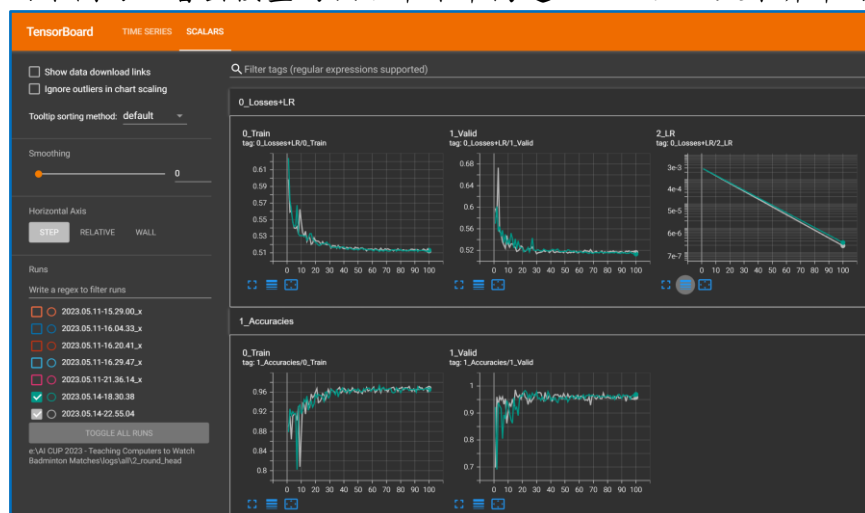 TensorBoard
TIME SERIES
SCALARS
Show data download links
Ignore outliers in chart scaling
Tooltip sorting method: default
Smoothing
0
Horizontal Axis
STEP
RELATIVE
WALL
Runs
Write a regex to filter runs
2023.05.11-15.29.00_x
2023.05.11-16.04.33_x
2023.05.11-16.20.41_x
2023.05.11-16.29.47_x
2023.05.11-21.36.14_x
2023.05.14-18.30.38
2023.05.14-22.55.04
TOGGLE ALL RUNS
e:\AI CUP 2023 - Teaching Computers to Watch
Badminton Matches\logs\all\2_round_head
Filter tags (regular expressions supported)
0_Losses+LR
0_Train
tag: 0_Losses+LR/0_Train
0.61
0.59
0.57
0.55
0.53
0.51
0 10 20 30 40 50 60 70 80 90 100
1_Valid
tag: 0_Losses+LR/1_Valid
0.68
0.64
0.6
0.56
0.52
0 10 20 30 40 50 60 70 80 90 100
2_LR
tag: 0_Losses+LR/2_LR
3e-3
4e-4
5e-5
6e-6
7e-7
0 10 20 30 40 50 60 70 80 90 100
1_Accuracies
0_Train
tag: 1_Accuracies/0_Train
0.96
0.92
0.88
0.84
0.8
0 10 20 30 40 50 60 70 80 90 100
1_Valid
tag: 1_Accuracies/1_Valid
1
0.9
0.8
0.7
0 10 20 30 40 50 60 70 80 90 100